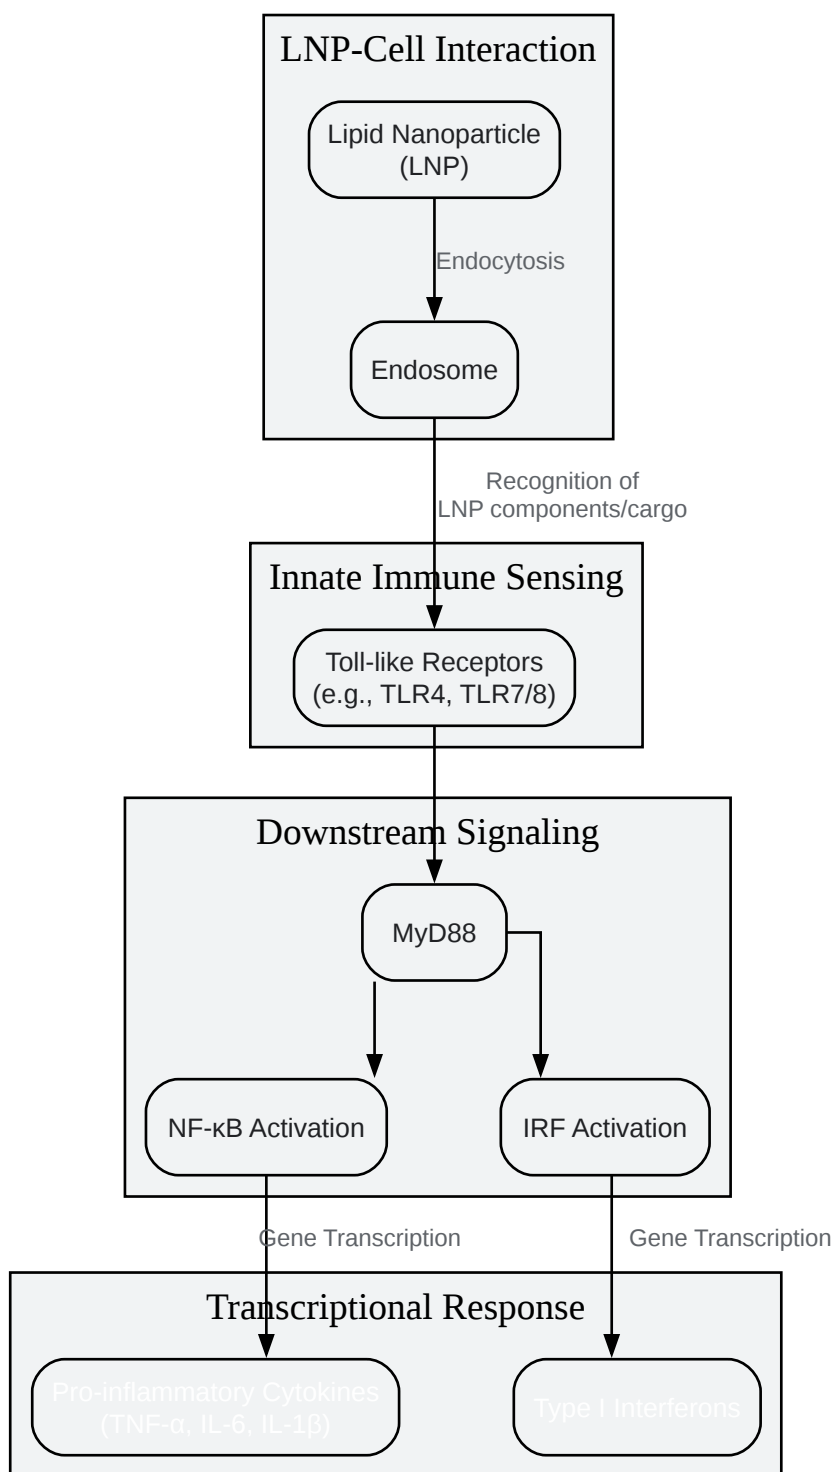 LNP-Cell Interaction
Lipid Nanoparticle
(LNP)
Endocytosis
Endosome
Recognition of
LNP components/cargo
Innate Immune Sensing
Toll-like Receptors
(e.g., TLR4, TLR7/8)
Downstream Signaling
MyD88
NF-κB Activation
IRF Activation
Gene Transcription
Gene Transcription
Transcriptional Response
Pro-inflammatory Cytokines
(TNF-α, IL-6, IL-1β)
Type I Interferons